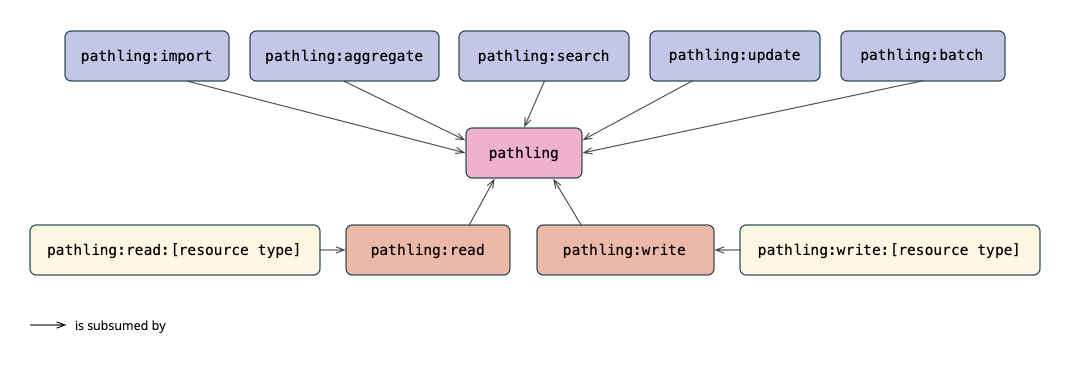 pathling:import
pathling:aggregate
pathling:search
pathling:update
pathling:batch
pathling
pathling:read:[resource type]
pathling:read
pathling:write
pathling:write:[resource type]
is subsumed by